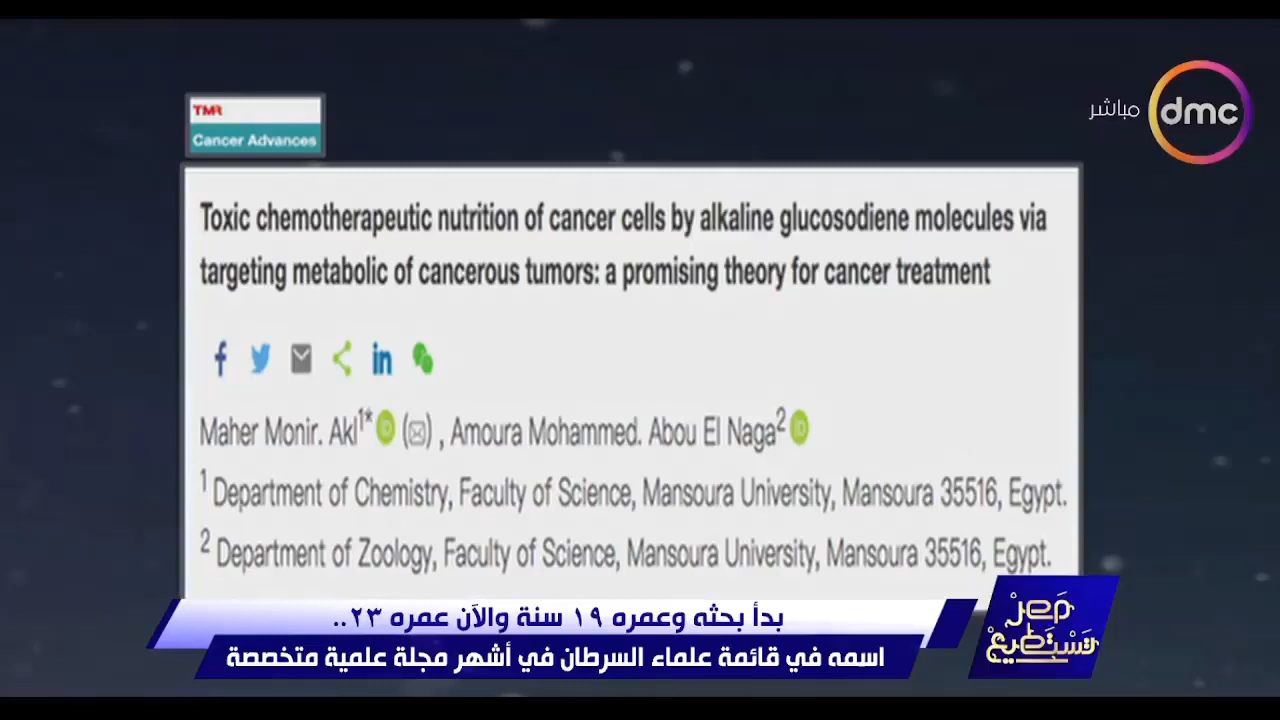 TMR
Cancer Advances
مباشر
dmc
Toxic chemotherapeutic nutrition of cancer cells by alkaline glucosodiene molecules via
targeting metabolic of cancerous tumors: a promising theory for cancer treatment
Maher Monir. Akl1* (✉) , Amoura Mohammed. Abou El Naga2
1 Department of Chemistry, Faculty of Science, Mansoura University, Mansoura 35516, Egypt.
2 Department of Zoology, Faculty of Science, Mansoura University, Mansoura 35516, Egypt.
بدأ بحثه وعمره ١٩ سنة والآن عمره ٢٣..
اسمه في قائمة علماء السرطان في أشهر مجلة علمية متخصصة
مصر
تستطيع